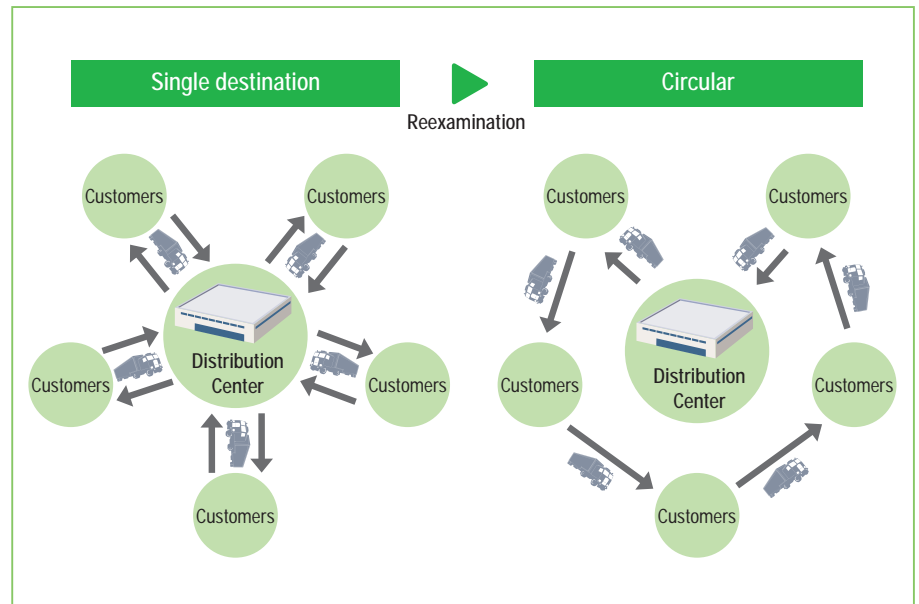 Single destination
Circular
Reexamination
Customers
Customers
Customers
Customers
Distribution
Center
Customers
Customers
Customers
Customers
Customers
Distribution
Center
Customers